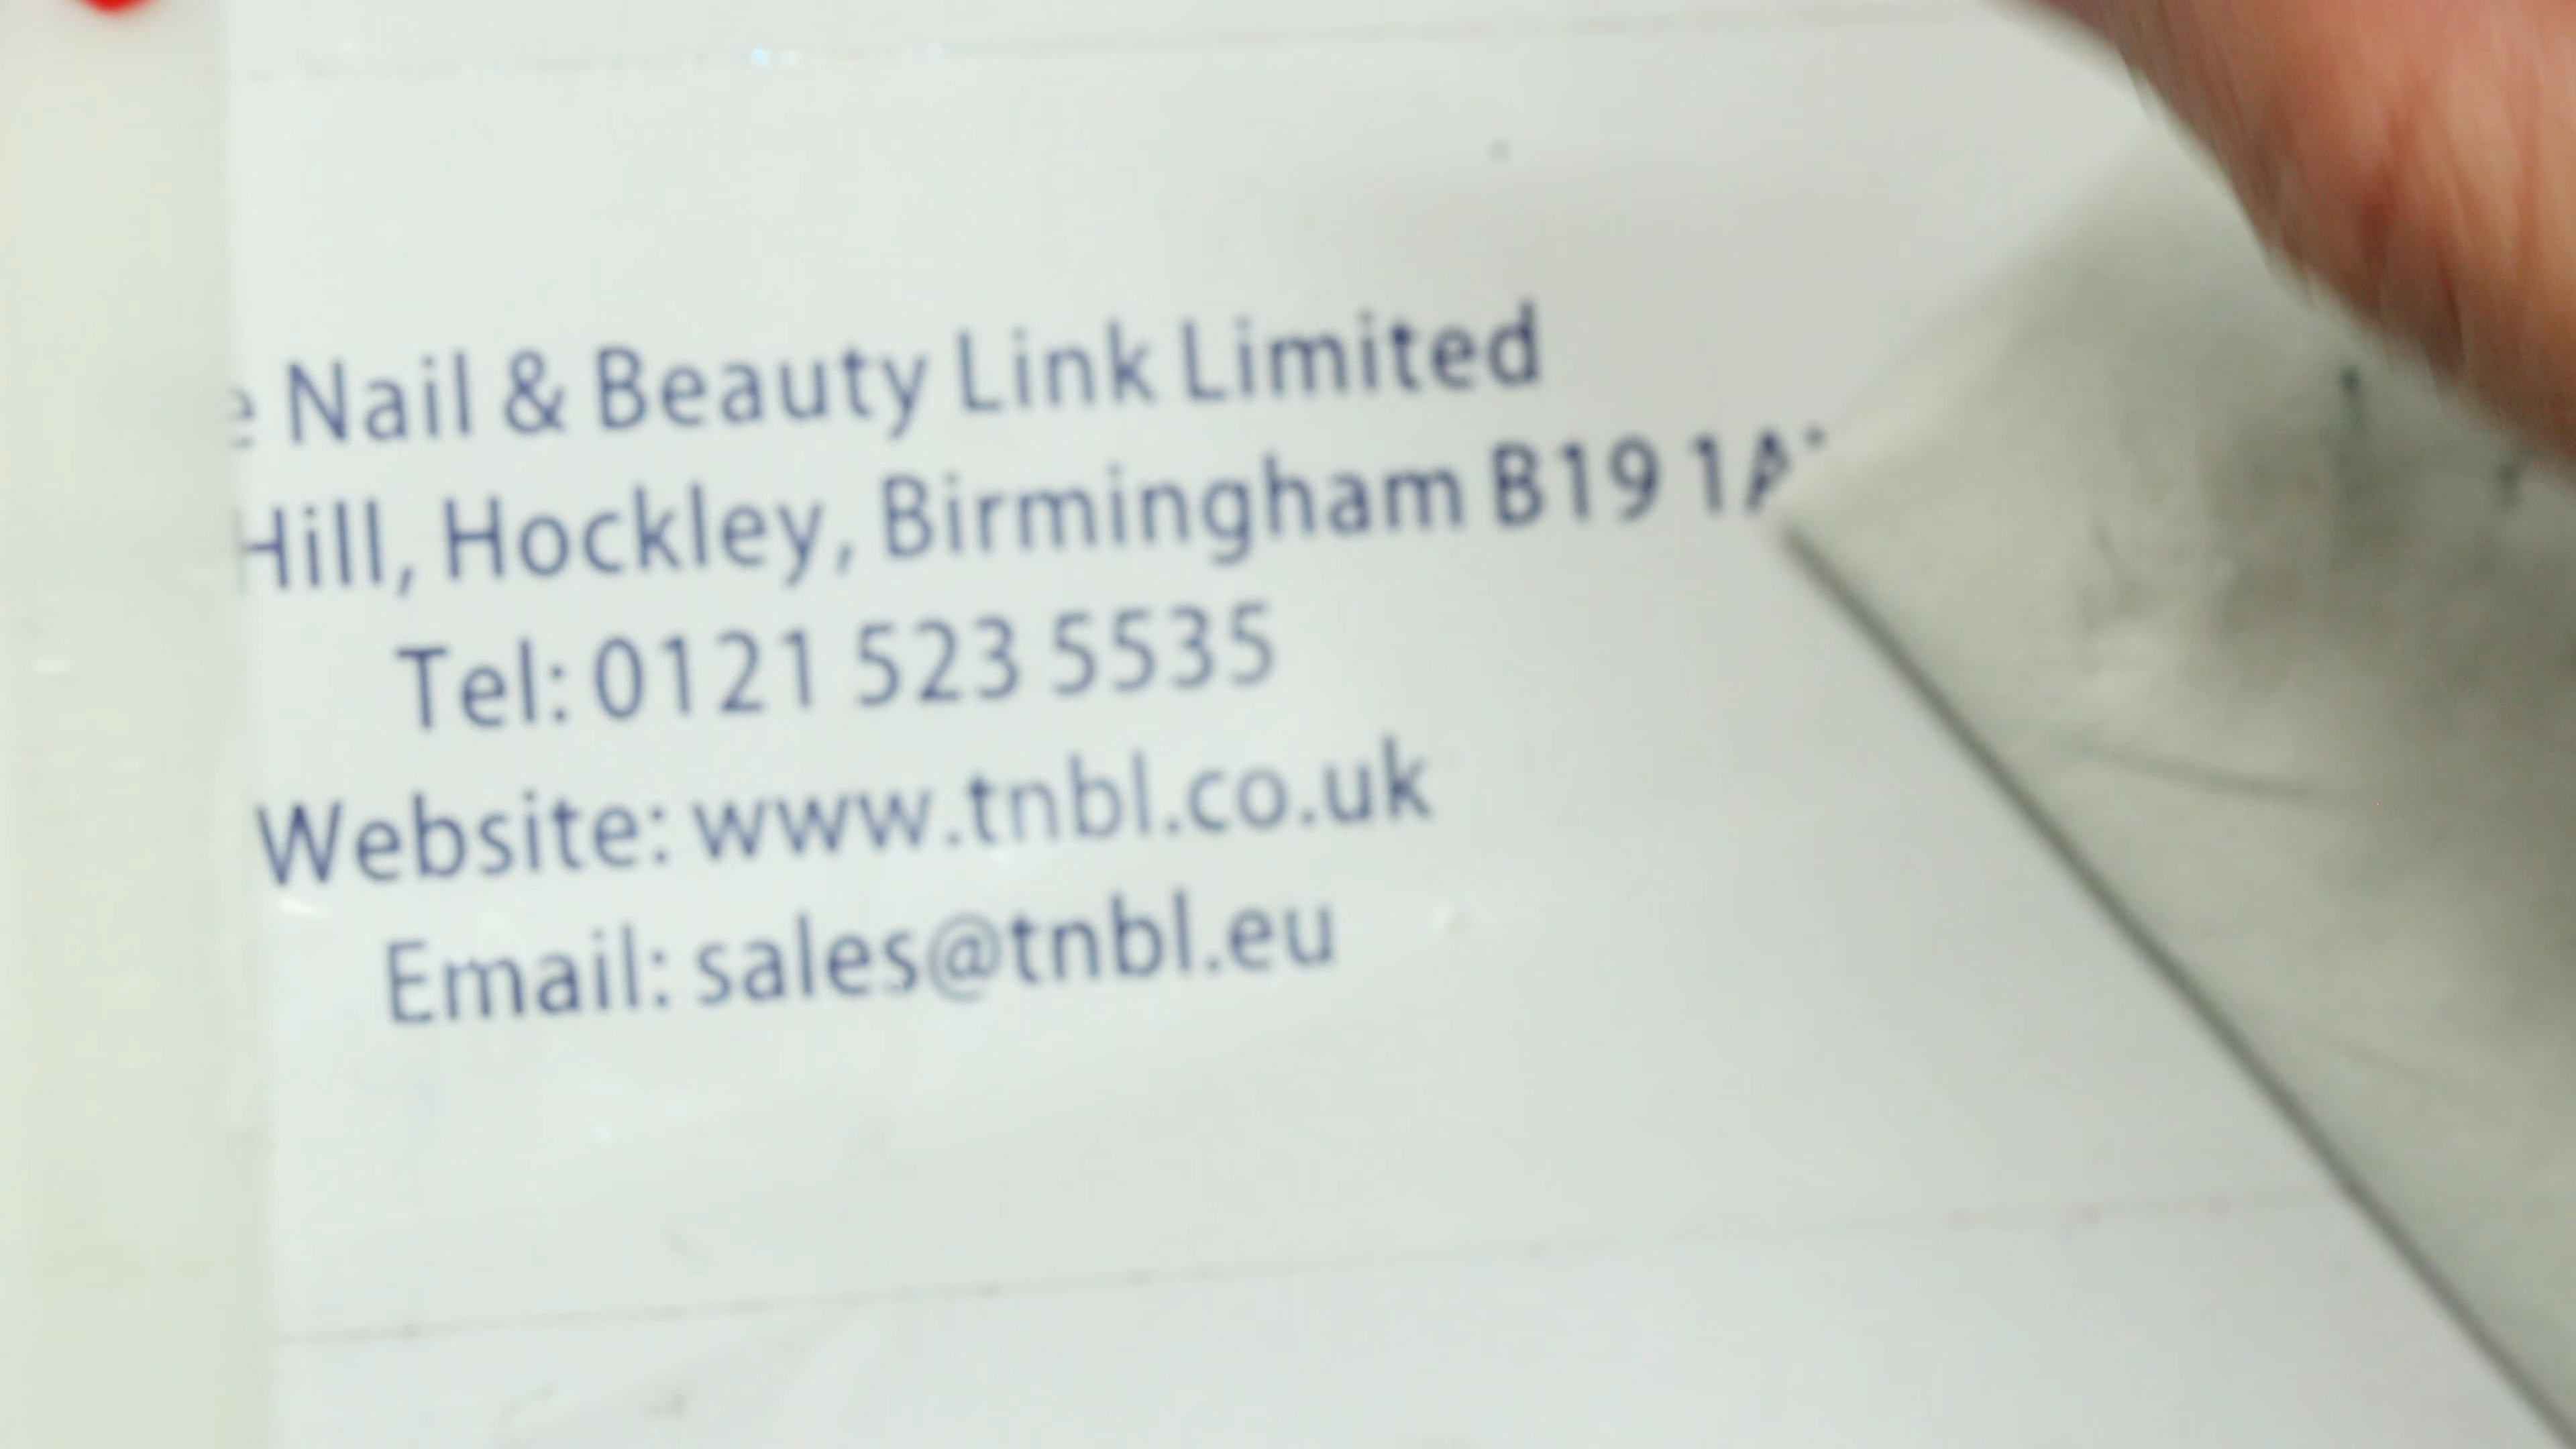 Nail & Beauty Link Limited
Hill, Hockley, Birmingham B19
Tel: 0121 523 5535
Website: www.tnbl.co.uk
Email: sales@tnbl.eu